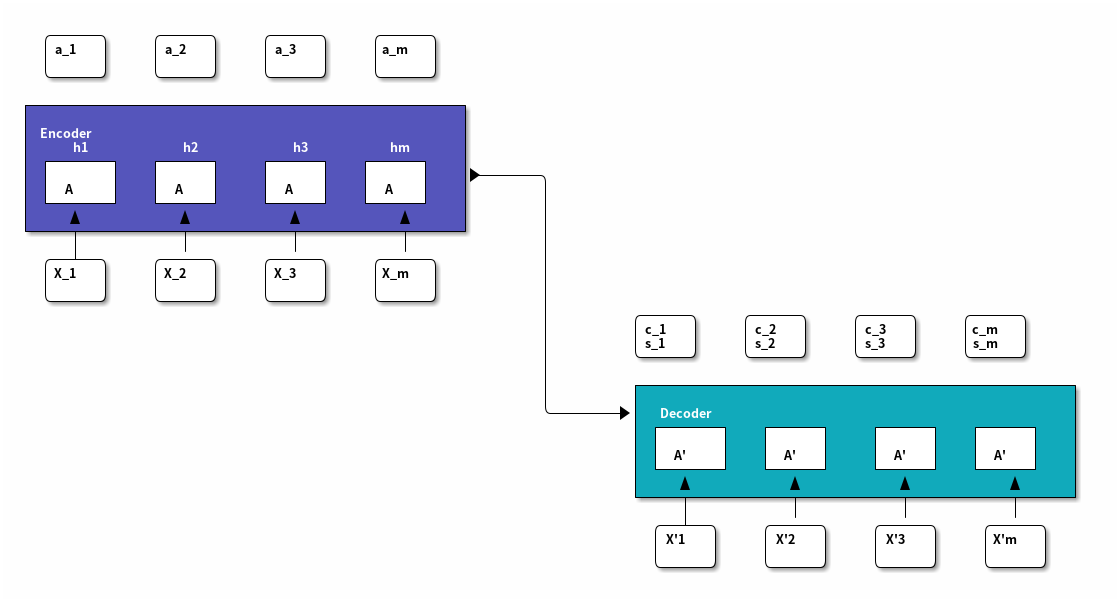 a_1 a_2 a_3 a_m
Encoder
h1 h2 h3 hm
A A A A
X_1 X_2 X_3 X_m
c_1 c_2 c_3 c_m
s_1 s_2 s_3 s_m
Decoder
A' A' A' A'
X'1 X'2 X'3 X'm